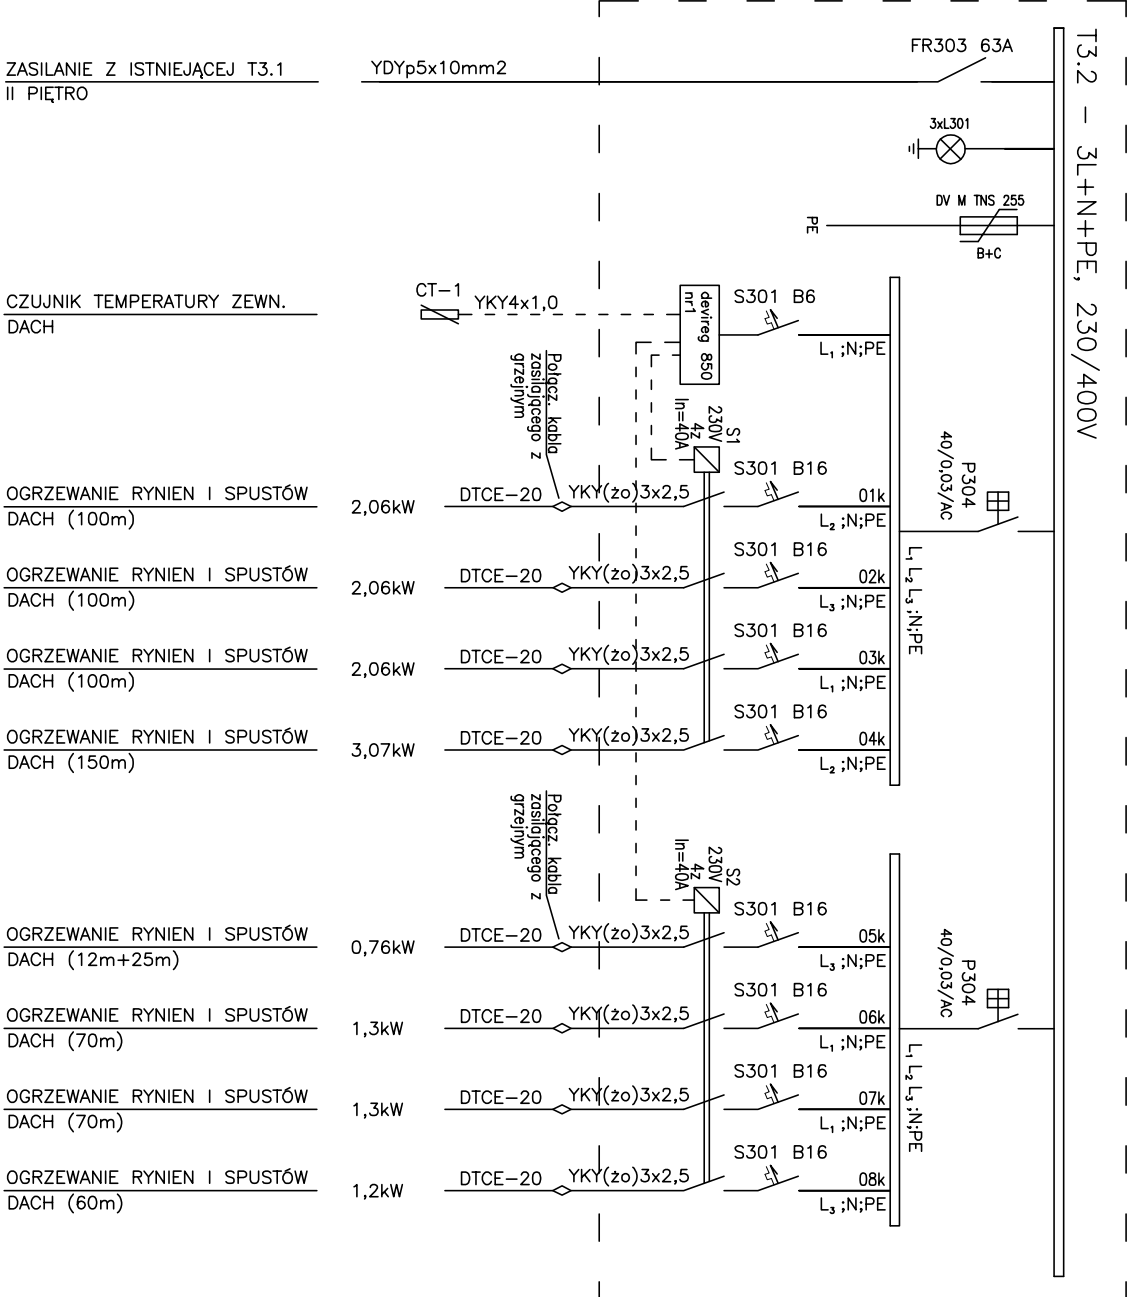 FR303 63A
ZASILANIE Z ISTNIEJĄCEJ T3.1
II PIĘTRO
YDYp5x10mm2
T3.2 - 3L+N+PE, 230/400V
3xL301
DV M TNS 255
B+C
PE
CZUJNIK TEMPERATURY ZEWN.
DACH
CT-1
YKY4x1,0
devireg 850
nr1
S301 B6
L₁ ;N;PE
Połącz. kabla
zasilającego z
grzejnym
S1
230V
4z
In=40A
P304
40/0,03/AC
L₁ L₂ L₃ ;N;PE
OGRZEWANIE RYNIEN I SPUSTÓW
DACH (100m)
2,06kW
DTCE-20
YKY(żo)3x2,5
S301 B16
01k
L₂ ;N;PE
OGRZEWANIE RYNIEN I SPUSTÓW
DACH (100m)
2,06kW
DTCE-20
YKY(żo)3x2,5
S301 B16
02k
L₃ ;N;PE
OGRZEWANIE RYNIEN I SPUSTÓW
DACH (100m)
2,06kW
DTCE-20
YKY(żo)3x2,5
S301 B16
03k
L₁ ;N;PE
OGRZEWANIE RYNIEN I SPUSTÓW
DACH (150m)
3,07kW
DTCE-20
YKY(żo)3x2,5
S301 B16
04k
L₂ ;N;PE
Połącz. kabla
zasilającego z
grzejnym
S2
230V
4z
In=40A
P304
40/0,03/AC
L₁ L₂ L₃ ;N;PE
OGRZEWANIE RYNIEN I SPUSTÓW
DACH (12m+25m)
0,76kW
DTCE-20
YKY(żo)3x2,5
S301 B16
05k
L₃ ;N;PE
OGRZEWANIE RYNIEN I SPUSTÓW
DACH (70m)
1,3kW
DTCE-20
YKY(żo)3x2,5
S301 B16
06k
L₁ ;N;PE
OGRZEWANIE RYNIEN I SPUSTÓW
DACH (70m)
1,3kW
DTCE-20
YKY(żo)3x2,5
S301 B16
07k
L₁ ;N;PE
OGRZEWANIE RYNIEN I SPUSTÓW
DACH (60m)
1,2kW
DTCE-20
YKY(żo)3x2,5
S301 B16
08k
L₃ ;N;PE